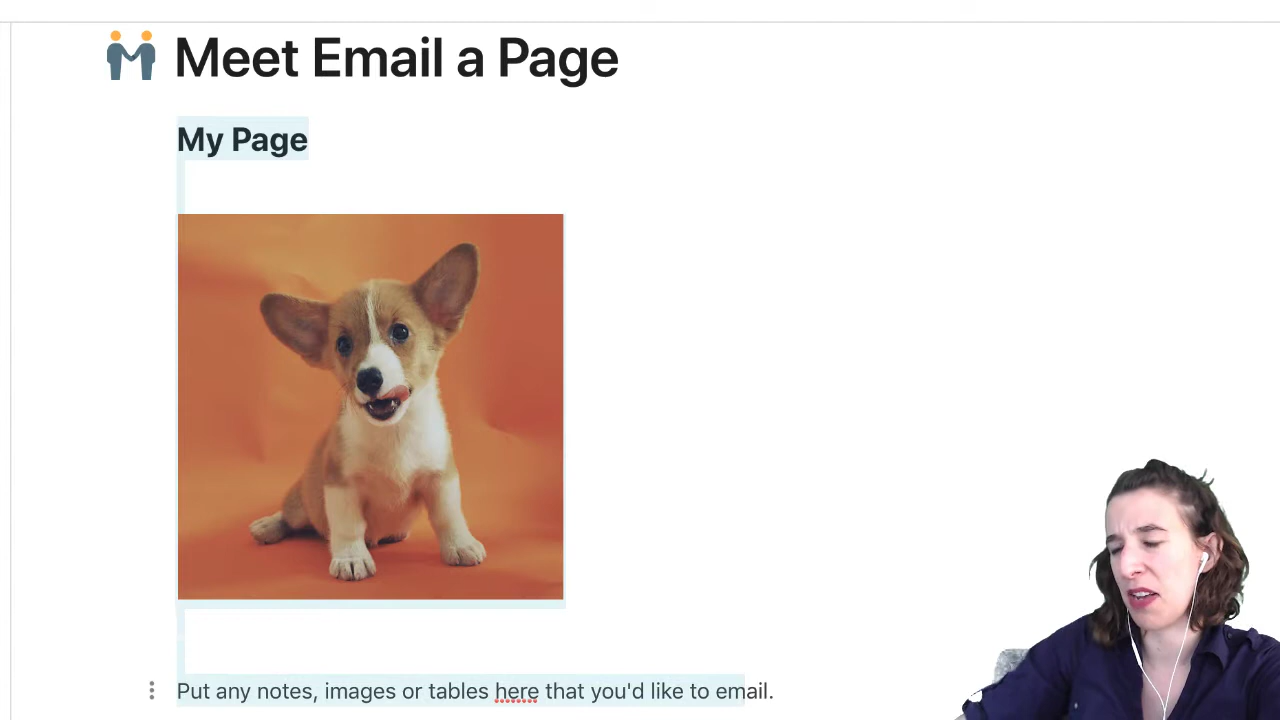 Meet Email a Page
My Page
Put any notes, images or tables here that you'd like to email.